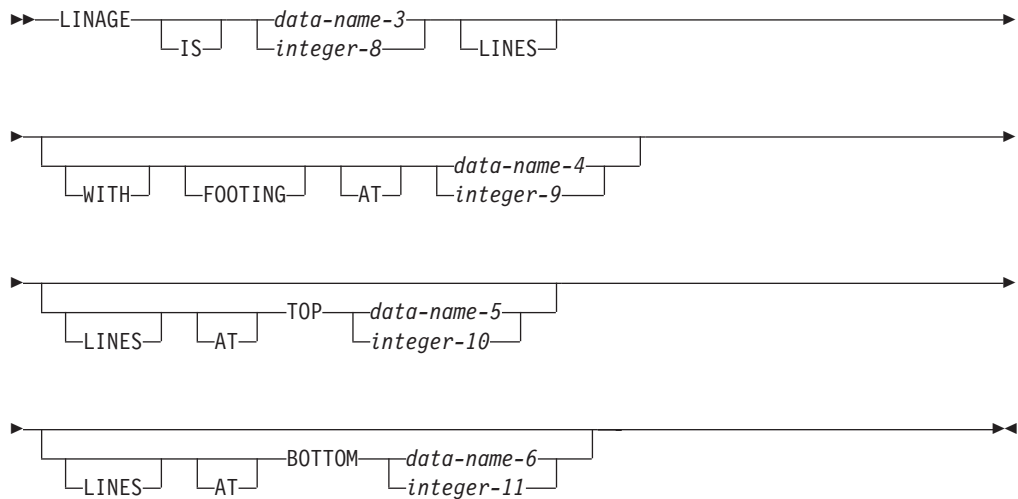 LINAGE IS data-name-3 LINES
integer-8
WITH FOOTING AT data-name-4
integer-9
LINES AT TOP data-name-5
integer-10
LINES AT BOTTOM data-name-6
integer-11